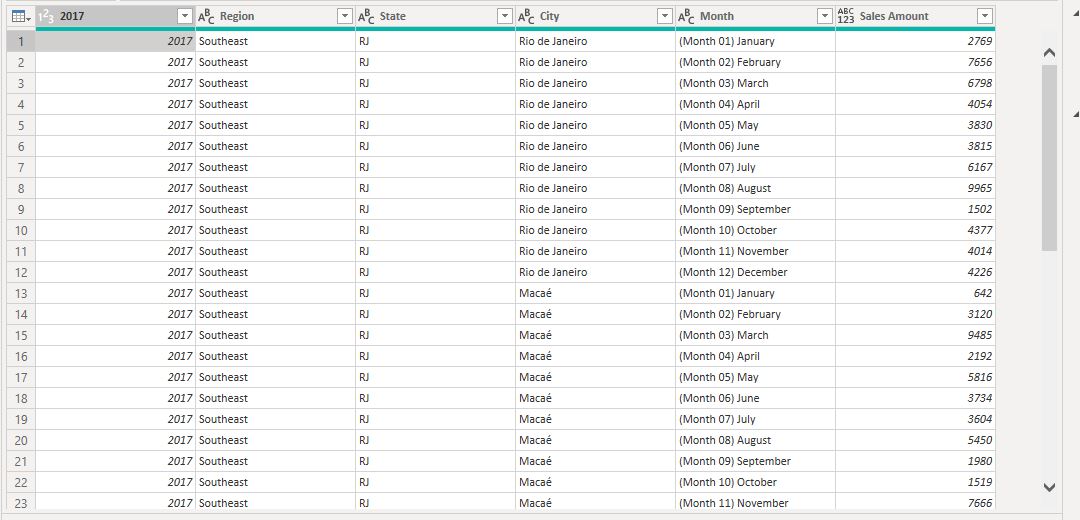 123 2017 ABC Region ABC State ABC City ABC Month ABC 123 Sales Amount
1 2017 Southeast RJ Rio de Janeiro (Month 01) January 2769
2 2017 Southeast RJ Rio de Janeiro (Month 02) February 7656
3 2017 Southeast RJ Rio de Janeiro (Month 03) March 6798
4 2017 Southeast RJ Rio de Janeiro (Month 04) April 4054
5 2017 Southeast RJ Rio de Janeiro (Month 05) May 3830
6 2017 Southeast RJ Rio de Janeiro (Month 06) June 3815
7 2017 Southeast RJ Rio de Janeiro (Month 07) July 6167
8 2017 Southeast RJ Rio de Janeiro (Month 08) August 9965
9 2017 Southeast RJ Rio de Janeiro (Month 09) September 1502
10 2017 Southeast RJ Rio de Janeiro (Month 10) October 4377
11 2017 Southeast RJ Rio de Janeiro (Month 11) November 4014
12 2017 Southeast RJ Rio de Janeiro (Month 12) December 4226
13 2017 Southeast RJ Macaé (Month 01) January 642
14 2017 Southeast RJ Macaé (Month 02) February 3120
15 2017 Southeast RJ Macaé (Month 03) March 9485
16 2017 Southeast RJ Macaé (Month 04) April 2192
17 2017 Southeast RJ Macaé (Month 05) May 5816
18 2017 Southeast RJ Macaé (Month 06) June 3734
19 2017 Southeast RJ Macaé (Month 07) July 3604
20 2017 Southeast RJ Macaé (Month 08) August 5450
21 2017 Southeast RJ Macaé (Month 09) September 1980
22 2017 Southeast RJ Macaé (Month 10) October 1519
23 2017 Southeast RJ Macaé (Month 11) November 7666